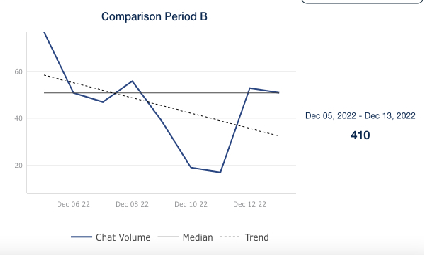 Comparison Period B
60
40
20
Dec 06 22
Dec 08 22
Dec 10 22
Dec 12 22
Chat Volume
Median
Trend
Dec 05, 2022 - Dec 13, 2022
410